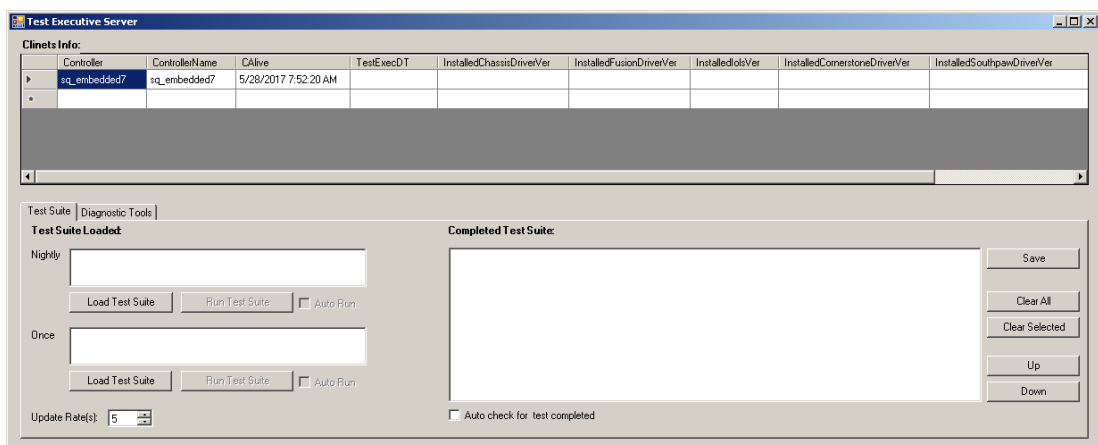 Test Executive Server
Clinets Info:
Controller ControllerName CAlive TestExecDT InstalledChassisDriverVer InstalledFusionDriverVer InstalledIolsVer InstalledCornerstoneDriverVer InstalledSouthpawDriverVer
sq_embedded7 sq_embedded7 5/28/2017 7:52:20 AM
Test Suite Diagnostic Tools
Test Suite Loaded: Completed Test Suite:
Nightly
Save
Load Test Suite Run Test Suite Auto Run Clear All
Clear Selected
Once
Up
Load Test Suite Run Test Suite Auto Run
Down
Update Rate(s): 5 Auto check for test completed